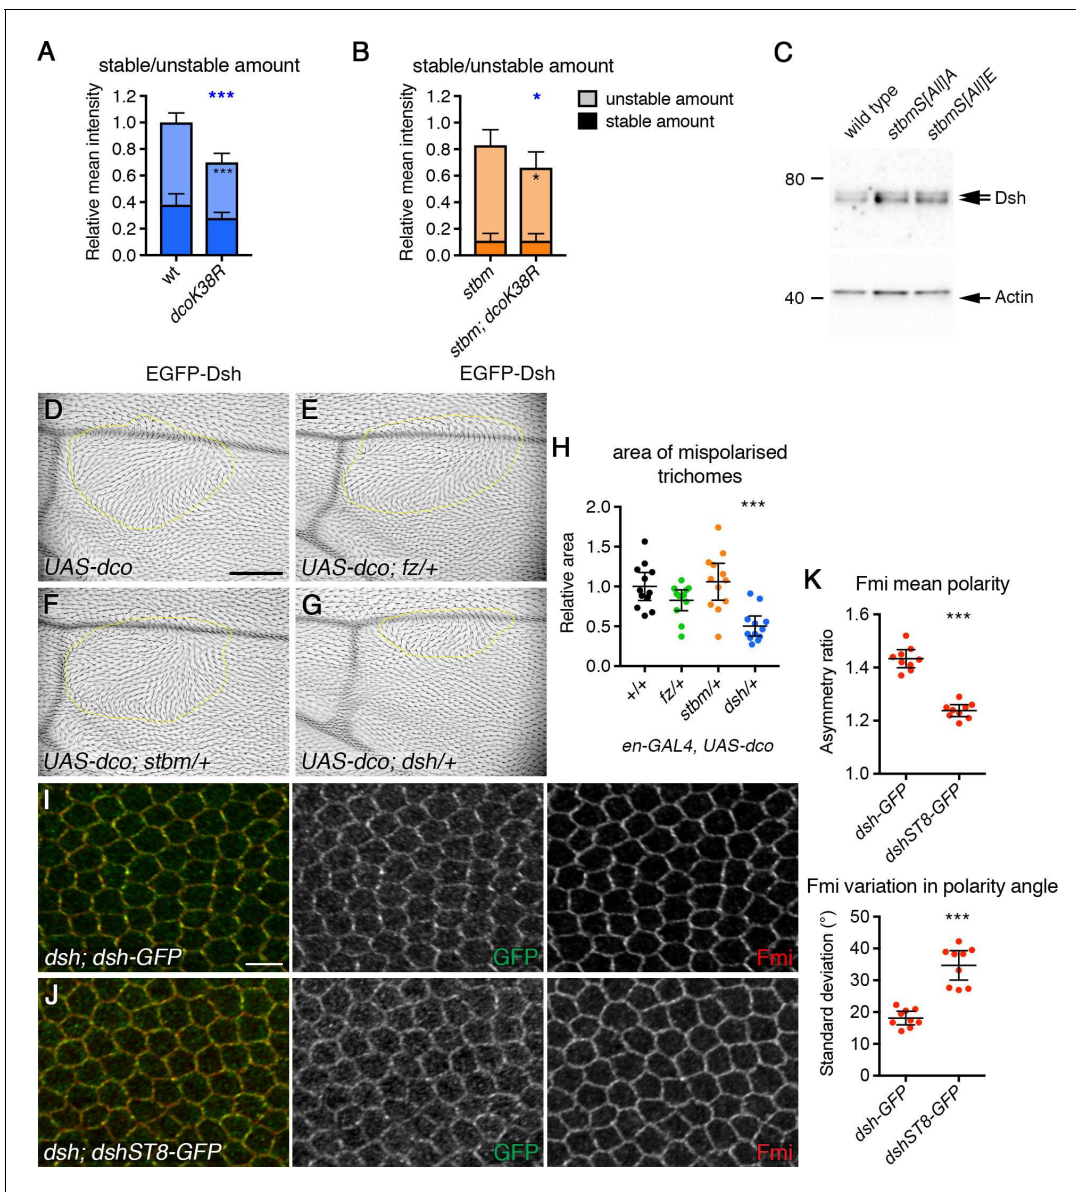 A
stable/unstable amount
***
***
Relative mean intensity
1.2
1.0
0.8
0.6
0.4
0.2
0.0
wt
dcoK38R
EGFP-Dsh
B
stable/unstable amount
*
*
Relative mean intensity
1.2
1.0
0.8
0.6
0.4
0.2
0.0
stbm
stbm; dcoK38R
EGFP-Dsh
unstable amount
stable amount
C
wild type
stbmS[All]A
stbmS[All]E
80
Dsh
40
Actin
D
UAS-dco
E
UAS-dco; fz/+
F
UAS-dco; stbm/+
G
UAS-dco; dsh/+
H
area of mispolarised
trichomes
***
Relative area
2.0
1.5
1.0
0.5
0.0
+/+
fz/+
stbm/+
dsh/+
en-GAL4, UAS-dco
I
dsh; dsh-GFP
GFP
Fmi
J
dsh; dshST8-GFP
GFP
Fmi
K
Fmi mean polarity
***
Asymmetry ratio
1.6
1.4
1.2
1.0
dsh-GFP
dshST8-GFP
Fmi variation in polarity angle
***
Standard deviation (°)
50
40
30
20
10
0
dsh-GFP
dshST8-GFP